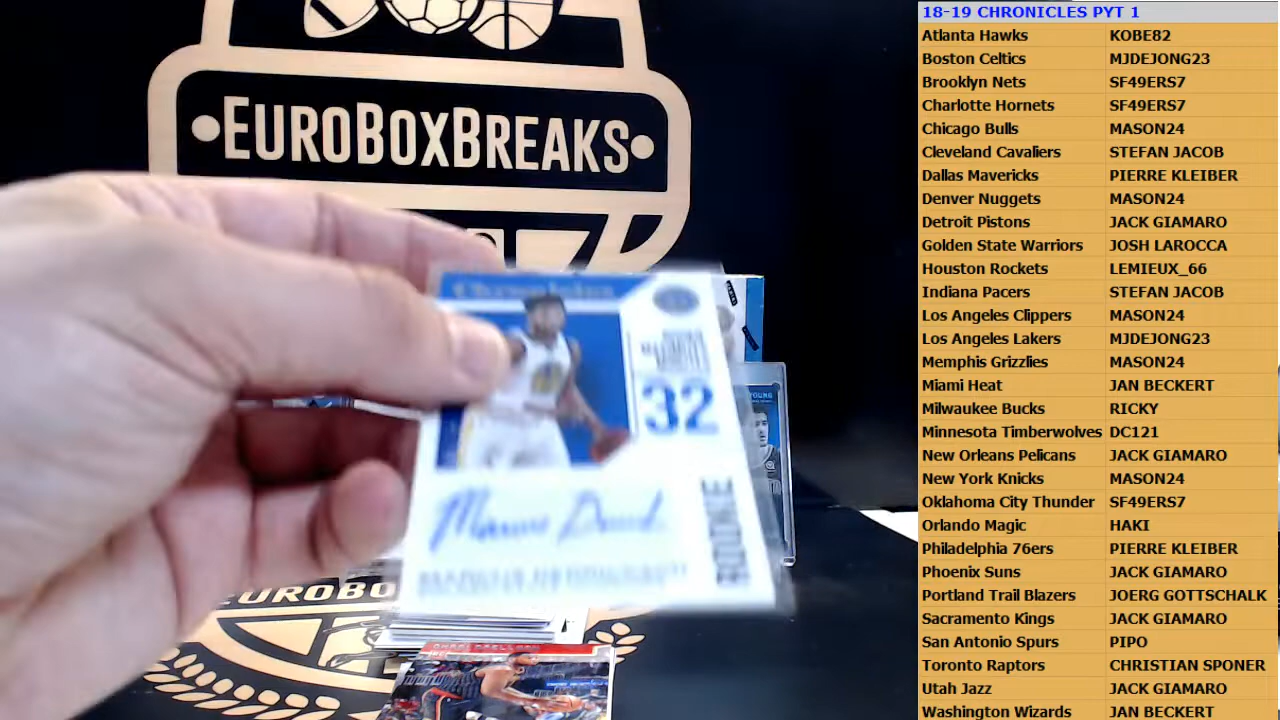 18-19 CHRONICLES PYT 1
Atlanta Hawks KOBE82
Boston Celtics MJDEJONG23
Brooklyn Nets SF49ERS7
Charlotte Hornets SF49ERS7
Chicago Bulls MASON24
Cleveland Cavaliers STEFAN JACOB
Dallas Mavericks PIERRE KLEIBER
Denver Nuggets MASON24
Detroit Pistons JACK GIAMARO
Golden State Warriors JOSH LAROCCA
Houston Rockets LEMIEUX_66
Indiana Pacers STEFAN JACOB
Los Angeles Clippers MASON24
Los Angeles Lakers MJDEJONG23
Memphis Grizzlies MASON24
Miami Heat JAN BECKERT
Milwaukee Bucks RICKY
Minnesota Timberwolves DC121
New Orleans Pelicans JACK GIAMARO
New York Knicks MASON24
Oklahoma City Thunder SF49ERS7
Orlando Magic HAKI
Philadelphia 76ers PIERRE KLEIBER
Phoenix Suns JACK GIAMARO
Portland Trail Blazers JOERG GOTTSCHALK
Sacramento Kings JACK GIAMARO
San Antonio Spurs PIPO
Toronto Raptors CHRISTIAN SPONER
Utah Jazz JACK GIAMARO
Washington Wizards JAN BECKERT
EUROBOXBREAKS
Chronicles
32
ROOKIE
YOUNG
EUROBO